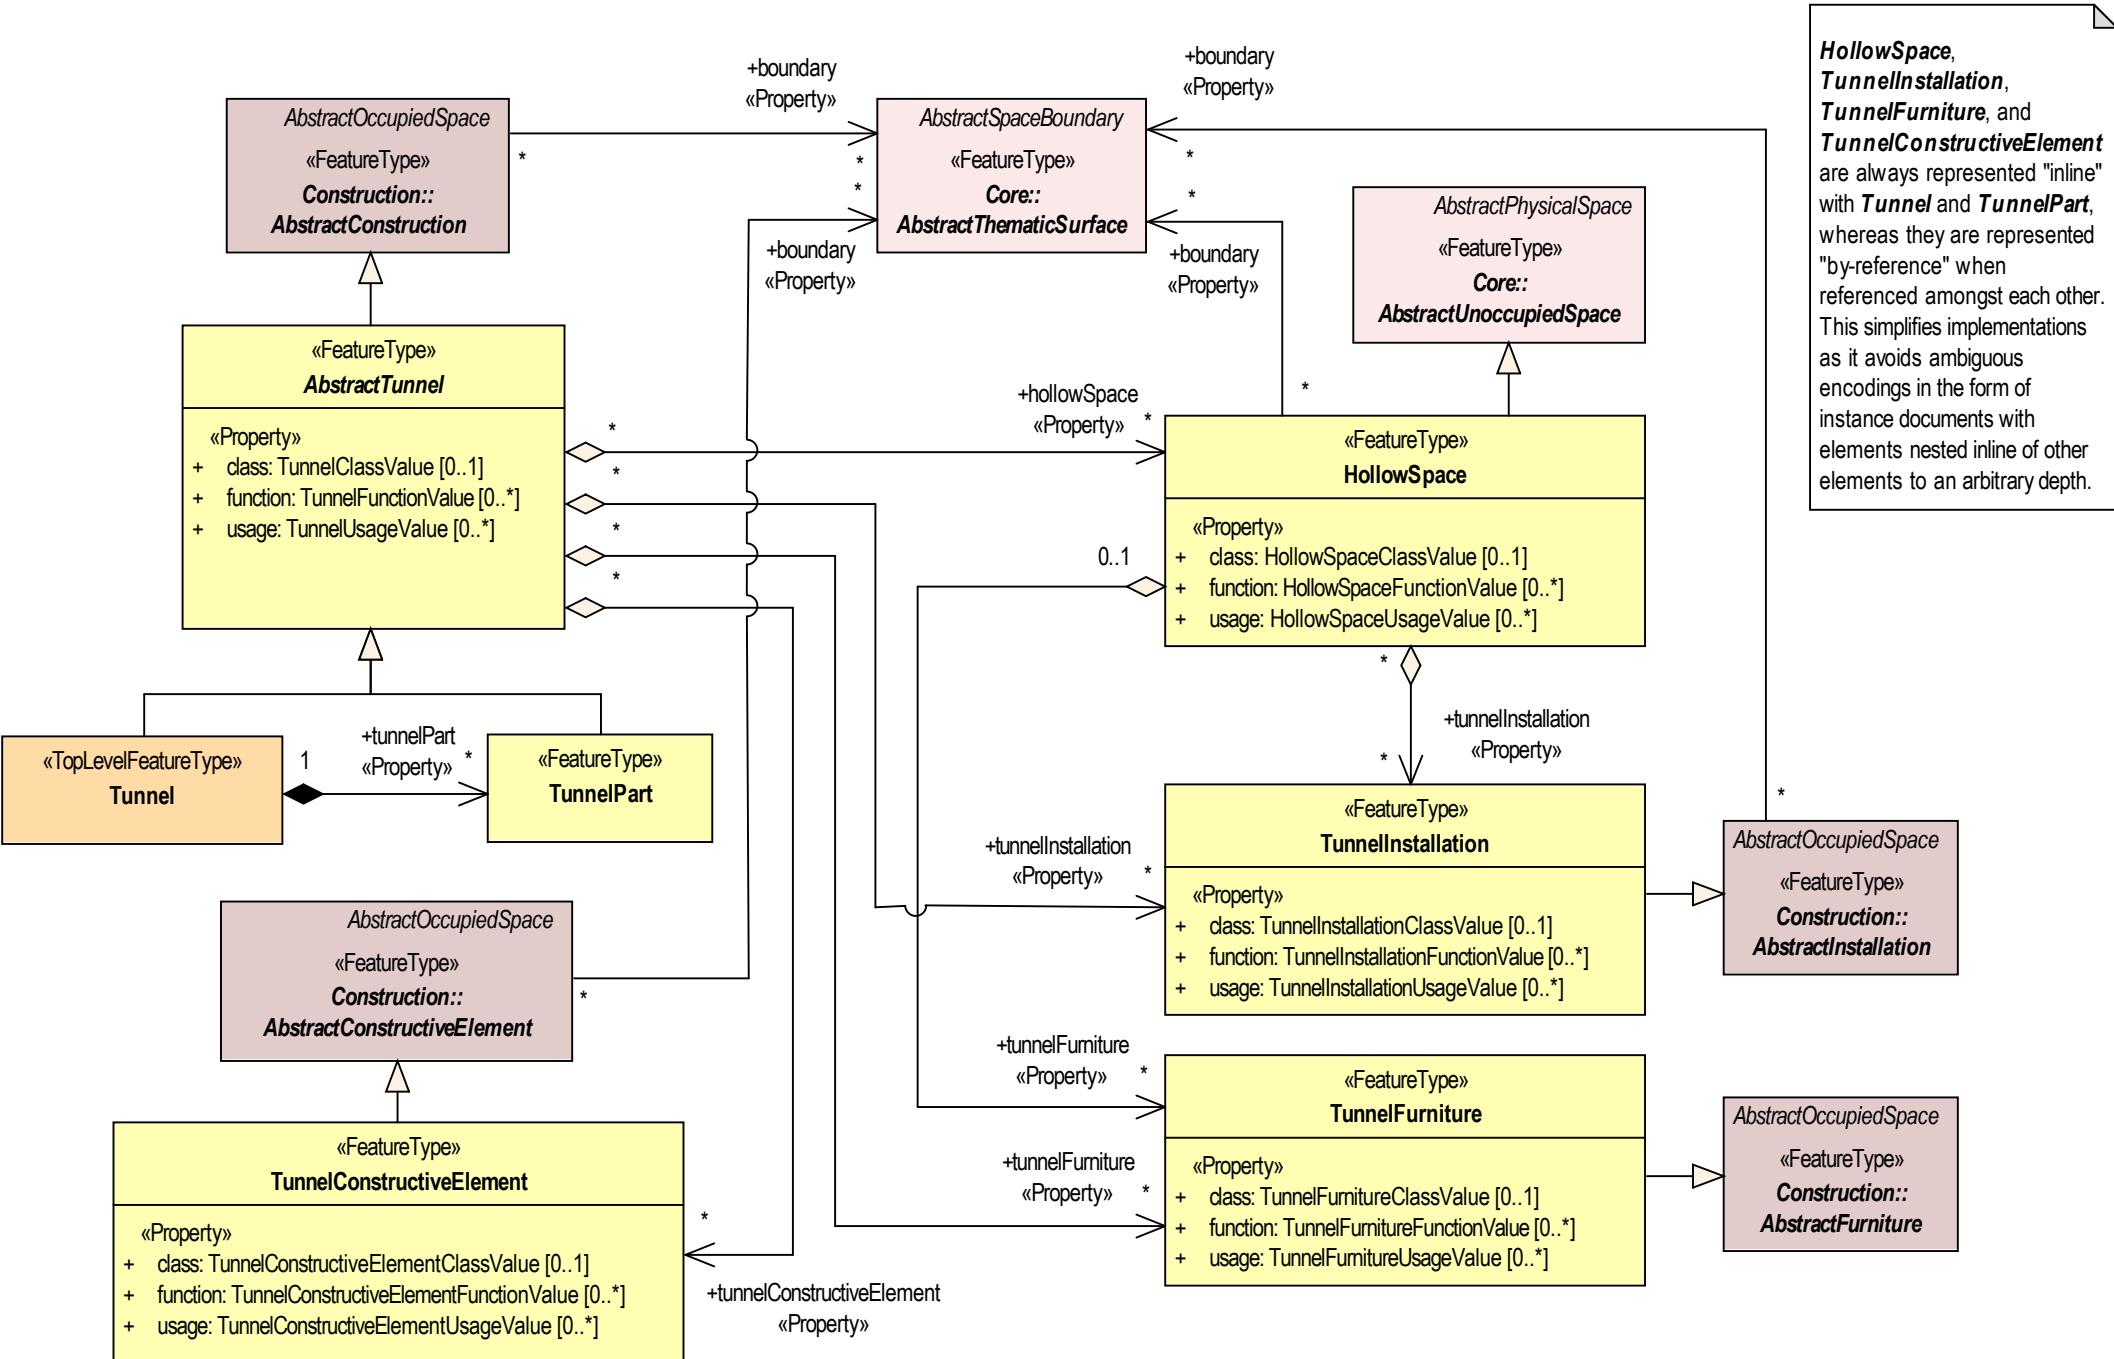 +boundary
«Property»
+boundary
«Property»
HollowSpace,
TunnelInstallation,
TunnelFurniture, and
TunnelConstructiveElement
are always represented "inline"
with Tunnel and TunnelPart,
whereas they are represented
"by-reference" when
referenced amongst each other.
This simplifies implementations
as it avoids ambiguous
encodings in the form of
instance documents with
elements nested inline of other
elements to an arbitrary depth.
AbstractOccupiedSpace
«FeatureType»
Construction::
AbstractConstruction
*
*
*
AbstractSpaceBoundary
«FeatureType»
Core::
AbstractThematicSurface
*
*
+boundary
«Property»
+boundary
«Property»
AbstractPhysicalSpace
«FeatureType»
Core::
AbstractUnoccupiedSpace
«FeatureType»
AbstractTunnel
«Property»
+ class: TunnelClassValue [0..1]
+ function: TunnelFunctionValue [0..*]
+ usage: TunnelUsageValue [0..*]
*
*
*
*
+hollowSpace
«Property»
*
*
«FeatureType»
HollowSpace
«Property»
+ class: HollowSpaceClassValue [0..1]
+ function: HollowSpaceFunctionValue [0..*]
+ usage: HollowSpaceUsageValue [0..*]
0..1
*
+tunnelInstallation
«Property»
*
«TopLevelFeatureType»
Tunnel
1
+tunnelPart
«Property»
*
«FeatureType»
TunnelPart
+tunnelInstallation
«Property»
*
«FeatureType»
TunnelInstallation
«Property»
+ class: TunnelInstallationClassValue [0..1]
+ function: TunnelInstallationFunctionValue [0..*]
+ usage: TunnelInstallationUsageValue [0..*]
*
AbstractOccupiedSpace
«FeatureType»
Construction::
AbstractInstallation
AbstractOccupiedSpace
«FeatureType»
Construction::
AbstractConstructiveElement
*
+tunnelFurniture
«Property»
*
+tunnelFurniture
«Property»
*
«FeatureType»
TunnelFurniture
«Property»
+ class: TunnelFurnitureClassValue [0..1]
+ function: TunnelFurnitureFunctionValue [0..*]
+ usage: TunnelFurnitureUsageValue [0..*]
AbstractOccupiedSpace
«FeatureType»
Construction::
AbstractFurniture
«FeatureType»
TunnelConstructiveElement
«Property»
+ class: TunnelConstructiveElementClassValue [0..1]
+ function: TunnelConstructiveElementFunctionValue [0..*]
+ usage: TunnelConstructiveElementUsageValue [0..*]
*
+tunnelConstructiveElement
«Property»